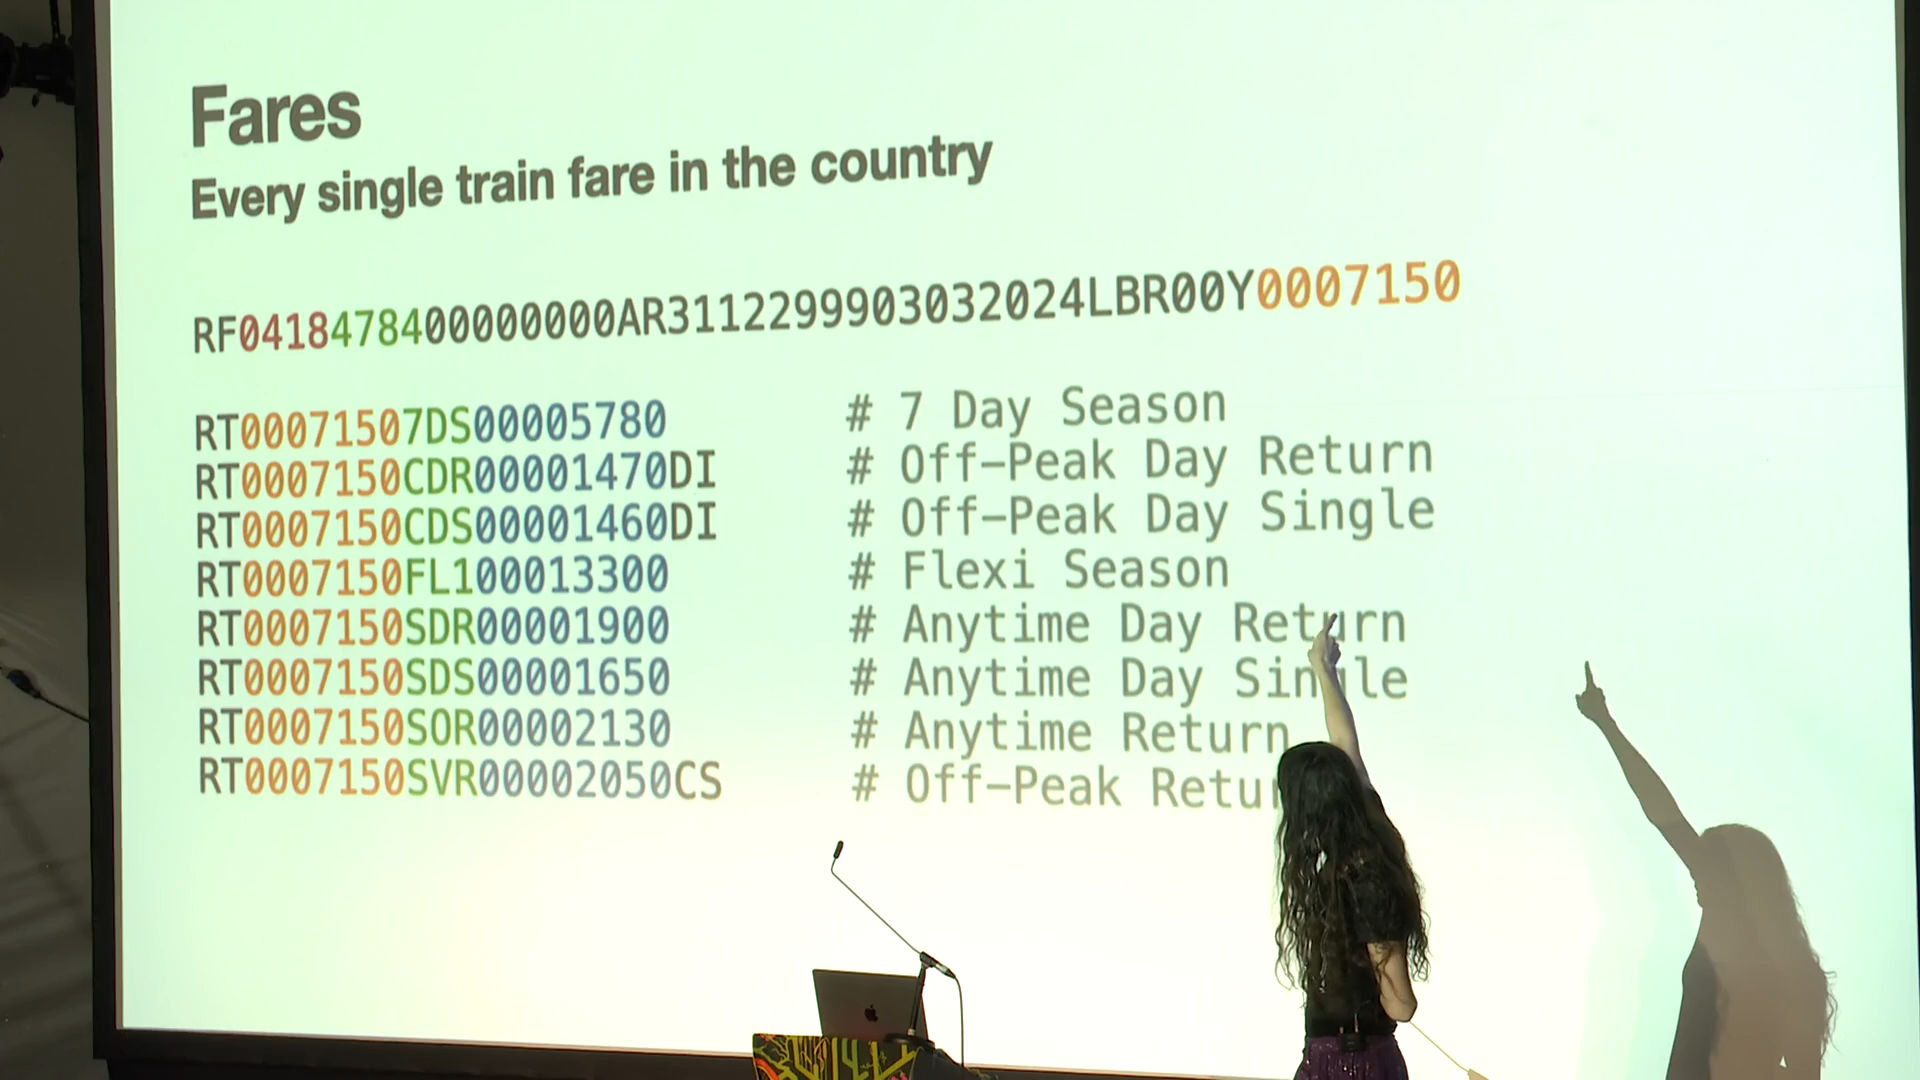 Fares
Every single train fare in the country
RF0418478400000000AR3112299903032024LBR00Y0007150
RT00071507DS00005780 # 7 Day Season
RT0007150CDR00001470DI # Off-Peak Day Return
RT0007150CDS00001460DI # Off-Peak Day Single
RT0007150FL100013300 # Flexi Season
RT0007150SDR00001900 # Anytime Day Return
RT0007150SDS00001650 # Anytime Day Single
RT0007150SOR00002130 # Anytime Return
RT0007150SVR00002050CS # Off-Peak Retu